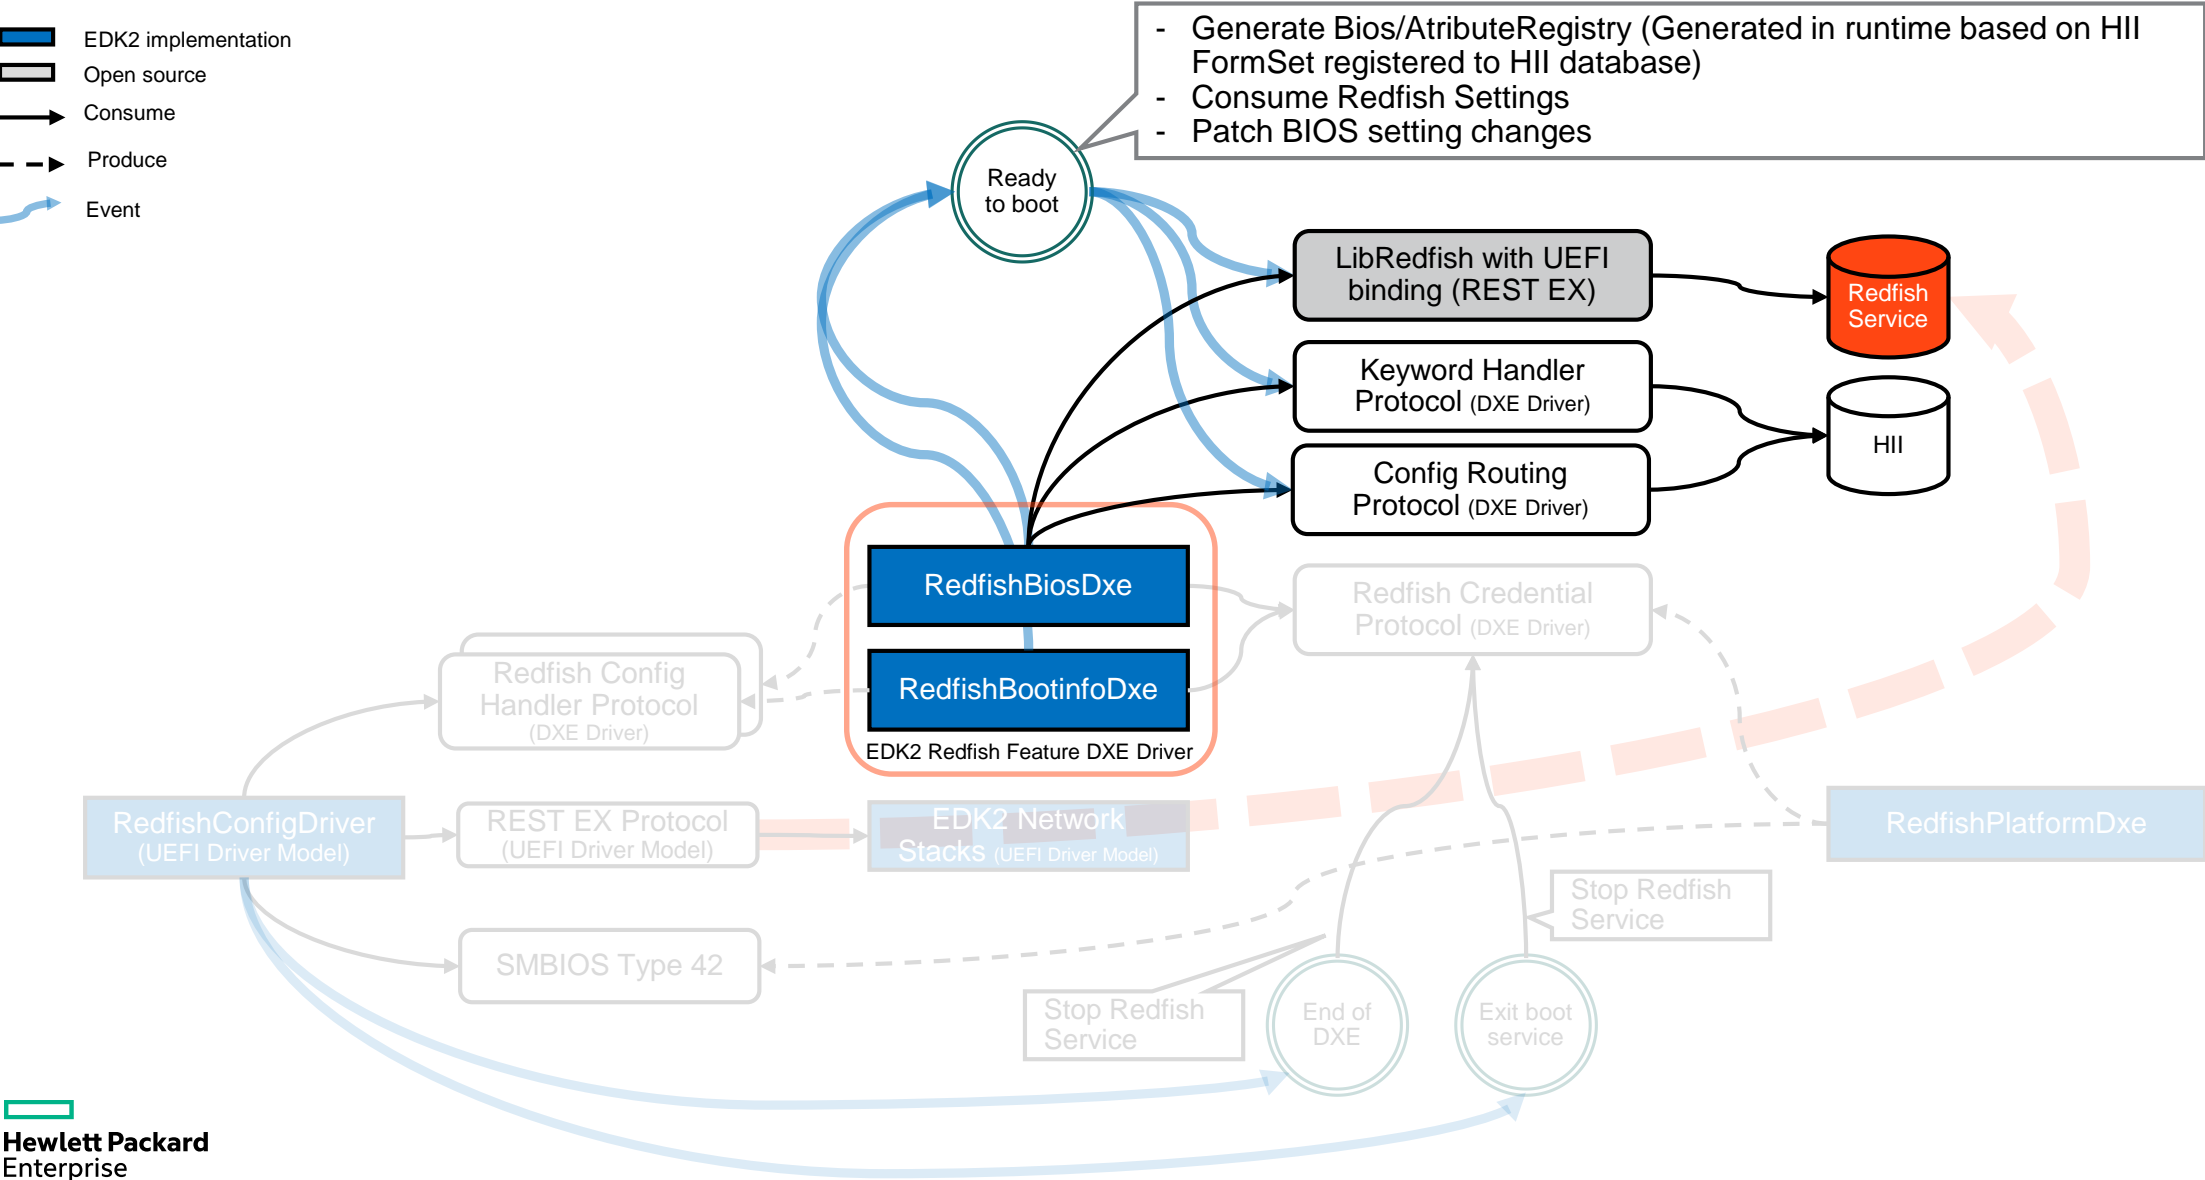 EDK2 implementation
Open source
Consume
Produce
Event
- Generate Bios/AtributeRegistry (Generated in runtime based on HII
FormSet registered to HII database)
- Consume Redfish Settings
- Patch BIOS setting changes
Ready
to boot
LibRedfish with UEFI
binding (REST EX)
Redfish
Service
Keyword Handler
Protocol (DXE Driver)
HII
Config Routing
Protocol (DXE Driver)
RedfishBiosDxe
Redfish Credential
Protocol (DXE Driver)
Redfish Config
Handler Protocol
(DXE Driver)
RedfishBootinfoDxe
EDK2 Redfish Feature DXE Driver
RedfishConfigDriver
(UEFI Driver Model)
REST EX Protocol
(UEFI Driver Model)
EDK2 Network
Stacks (UEFI Driver Model)
RedfishPlatformDxe
Stop Redfish
Service
SMBIOS Type 42
Stop Redfish
Service
End of
DXE
Exit boot
service
Hewlett Packard
Enterprise